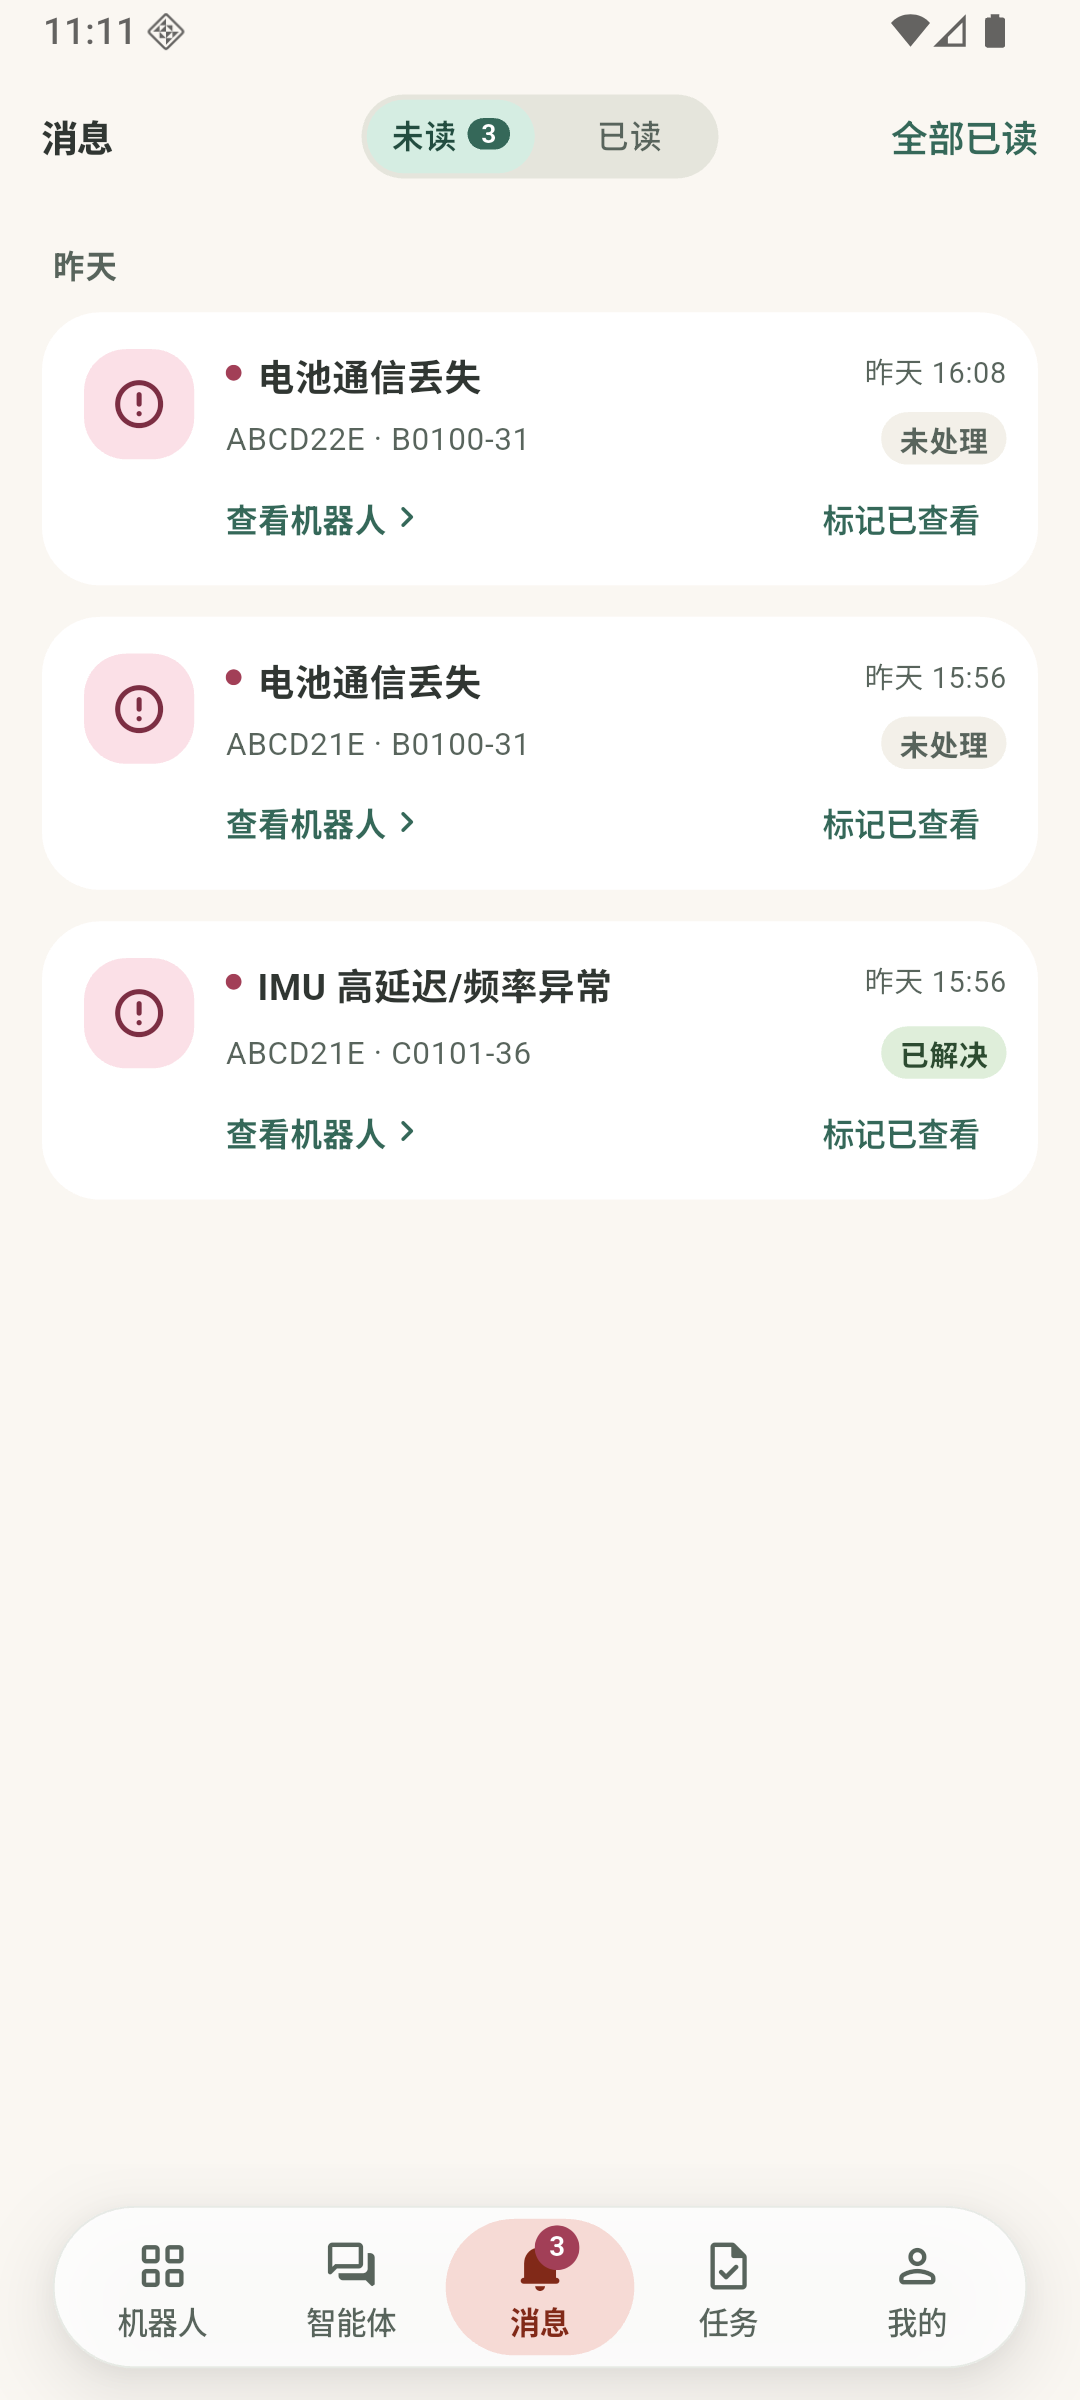 11:11
消息
未读 3
已读
全部已读
昨天
电池通信丢失
昨天 16:08
ABCD22E · B0100-31
未处理
查看机器人
标记已查看
电池通信丢失
昨天 15:56
ABCD21E · B0100-31
未处理
查看机器人
标记已查看
IMU 高延迟/频率异常
昨天 15:56
ABCD21E · C0101-36
已解决
查看机器人
标记已查看
3
机器人
智能体
消息
任务
我的